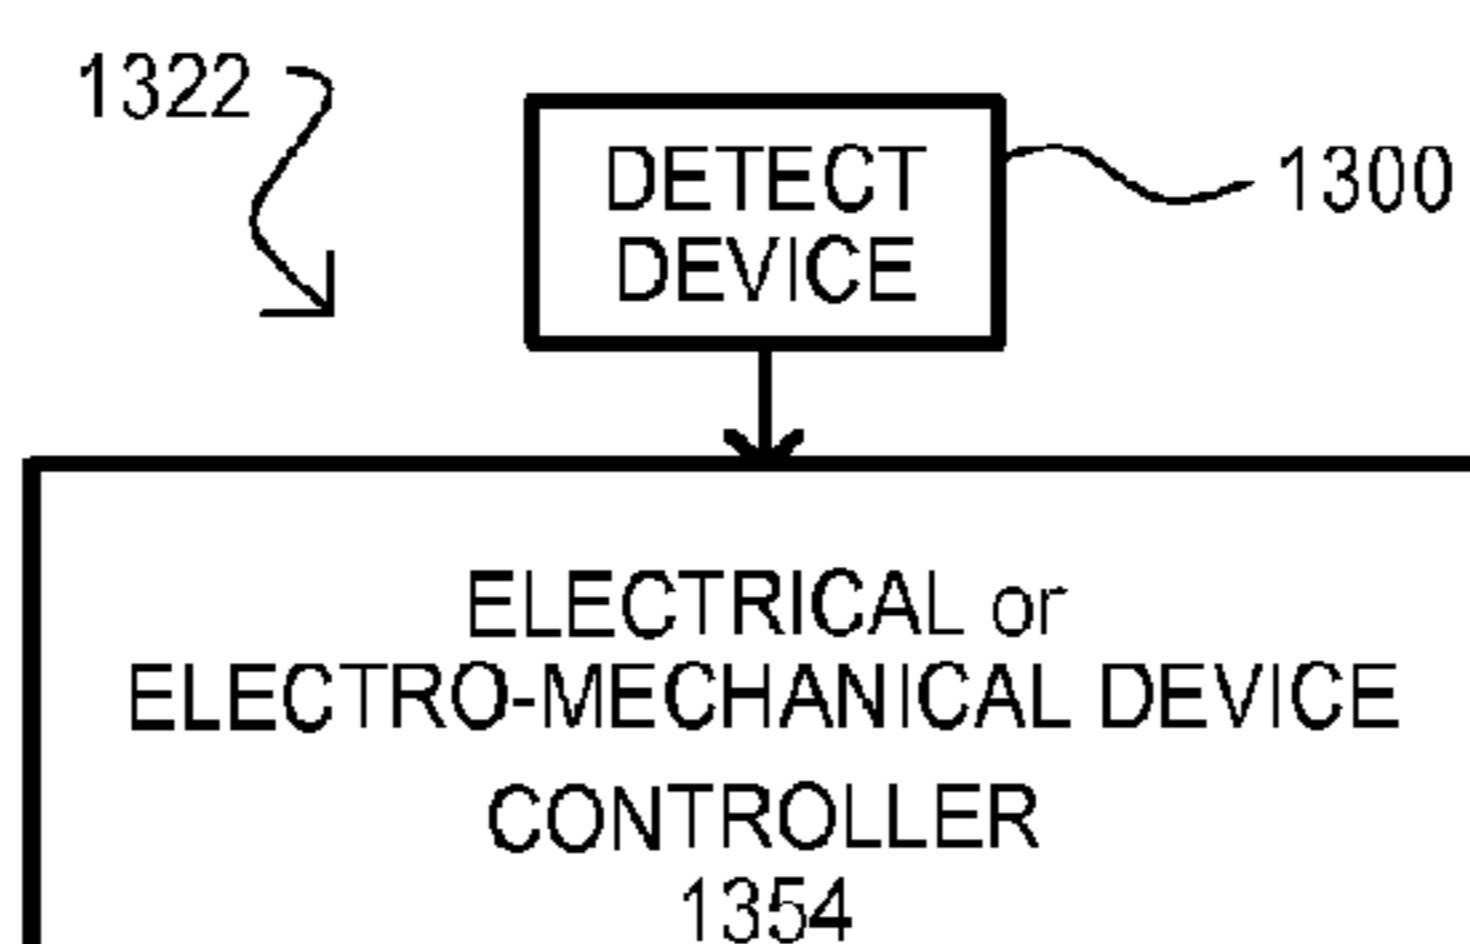 1322
DETECT
DEVICE
1300
ELECTRICAL or
ELECTRO-MECHANICAL DEVICE
CONTROLLER
1354